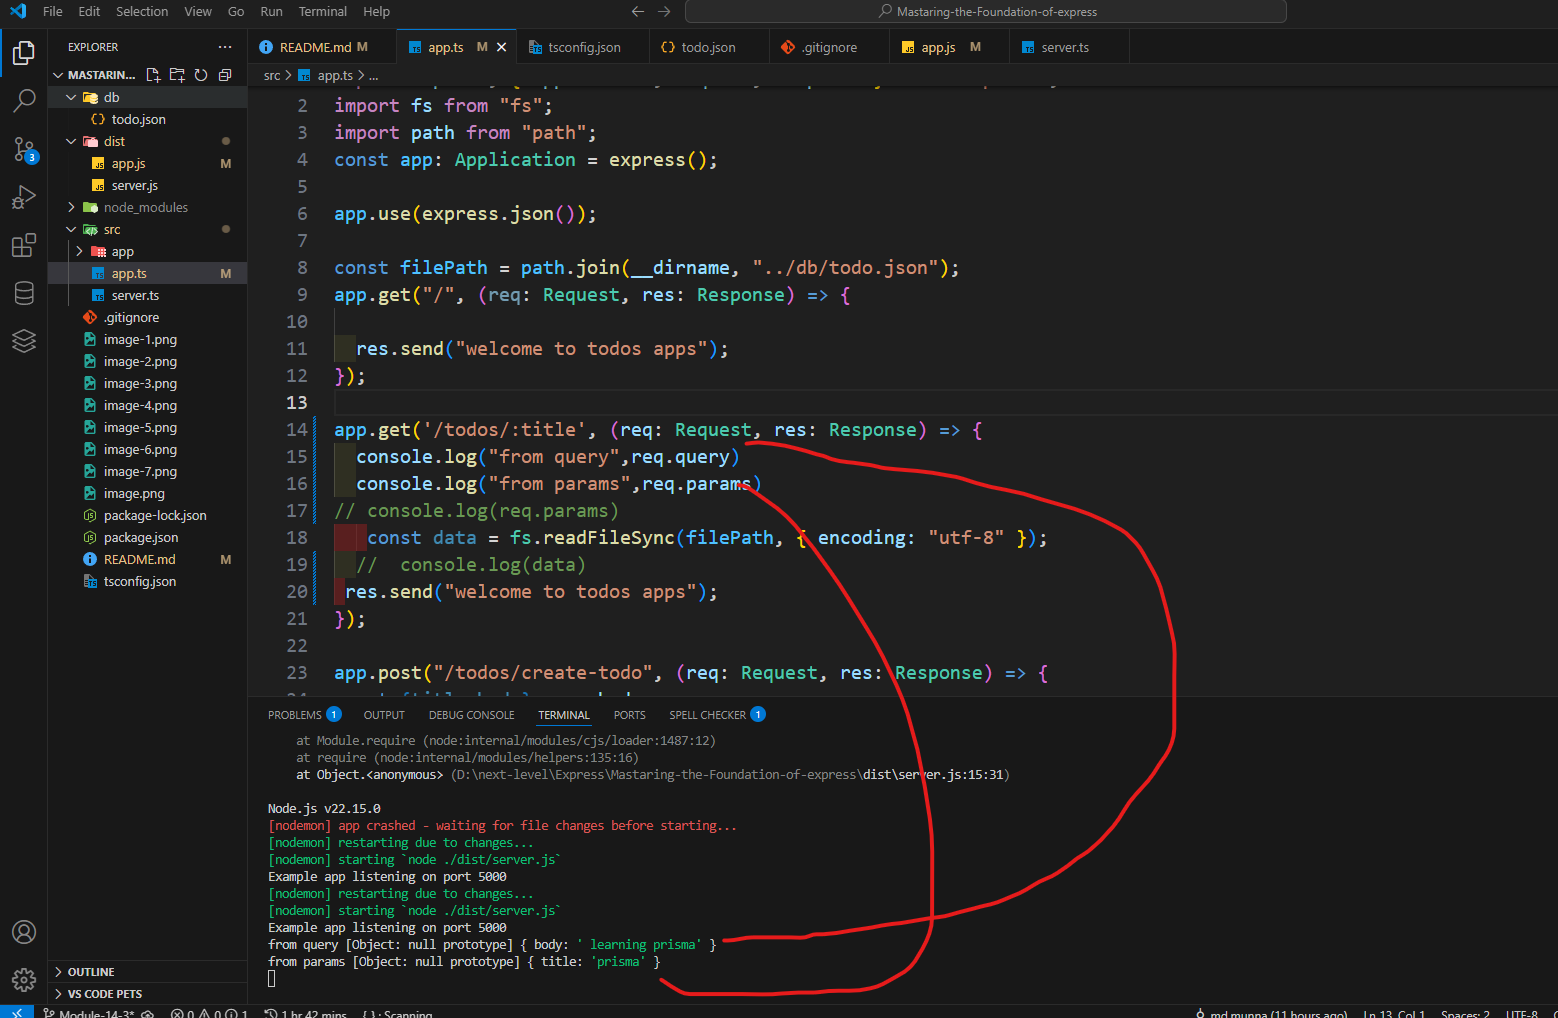 File Edit Selection View Go Run Terminal Help
Mastaring-the-Foundation-of-express
EXPLORER
MASTARIN...
db
todo.json
dist
app.js M
server.js
node_modules
src
app
app.ts M
server.ts
.gitignore
image-1.png
image-2.png
image-3.png
image-4.png
image-5.png
image-6.png
image-7.png
image.png
package-lock.json
package.json
README.md M
tsconfig.json
OUTLINE
VS CODE PETS
README.md M app.ts M tsconfig.json todo.json .gitignore app.js M server.ts
src > app.ts > ...
2 import fs from "fs";
3 import path from "path";
4 const app: Application = express();
5
6 app.use(express.json());
7
8 const filePath = path.join(__dirname, "../db/todo.json");
9 app.get("/", (req: Request, res: Response) => {
10
11 res.send("welcome to todos apps");
12 });
13
14 app.get('/todos/:title', (req: Request, res: Response) => {
15 console.log("from query",req.query)
16 console.log("from params",req.params)
17 // console.log(req.params)
18 const data = fs.readFileSync(filePath, { encoding: "utf-8" });
19 // console.log(data)
20 res.send("welcome to todos apps");
21 });
22
23 app.post("/todos/create-todo", (req: Request, res: Response) => {
PROBLEMS 1 OUTPUT DEBUG CONSOLE TERMINAL PORTS SPELL CHECKER 1
at Module.require (node:internal/modules/cjs/loader:1487:12)
at require (node:internal/modules/helpers:135:16)
at Object.<anonymous> (D:\next-level\Express\Mastaring-the-Foundation-of-express\dist\server.js:15:31)
Node.js v22.15.0
[nodemon] app crashed - waiting for file changes before starting...
[nodemon] restarting due to changes...
[nodemon] starting `node ./dist/server.js`
Example app listening on port 5000
[nodemon] restarting due to changes...
[nodemon] starting `node ./dist/server.js`
Example app listening on port 5000
from query [Object: null prototype] { body: ' learning prisma' }
from params [Object: null prototype] { title: 'prisma' }
3
Module-14-3* 0 0 1 1 hr 42 mins { } : Scanning md munna (11 hours ago) Ln 13, Col 1 Spaces: 2 UTF-8